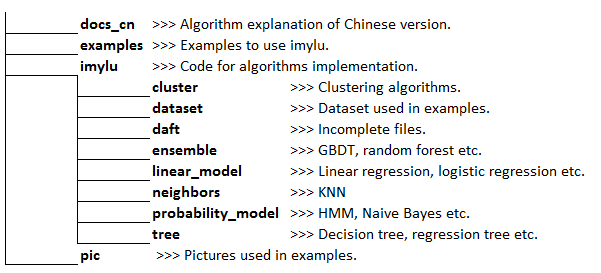 docs_cn >>> Algorithm explanation of Chinese version.
examples >>> Examples to use imylu.
imylu >>> Code for algorithms implementation.
cluster >>> Clustering algorithms.
dataset >>> Dataset used in examples.
daft >>> Incomplete files.
ensemble >>> GBDT, random forest etc.
linear_model >>> Linear regression, logistic regression etc.
neighbors >>> KNN
probability_model >>> HMM, Naive Bayes etc.
tree >>> Decision tree, regression tree etc.
pic >>> Pictures used in examples.